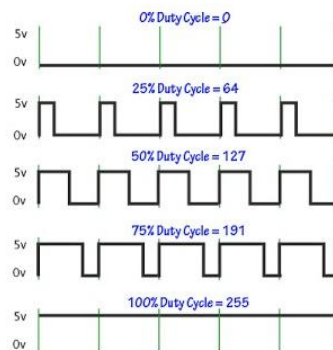 0% Duty Cycle = 0
5v
0v
25% Duty Cycle = 64
5v
0v
50% Duty Cycle = 127
5v
0v
75% Duty Cycle = 191
5v
0v
100% Duty Cycle = 255
5v
0v